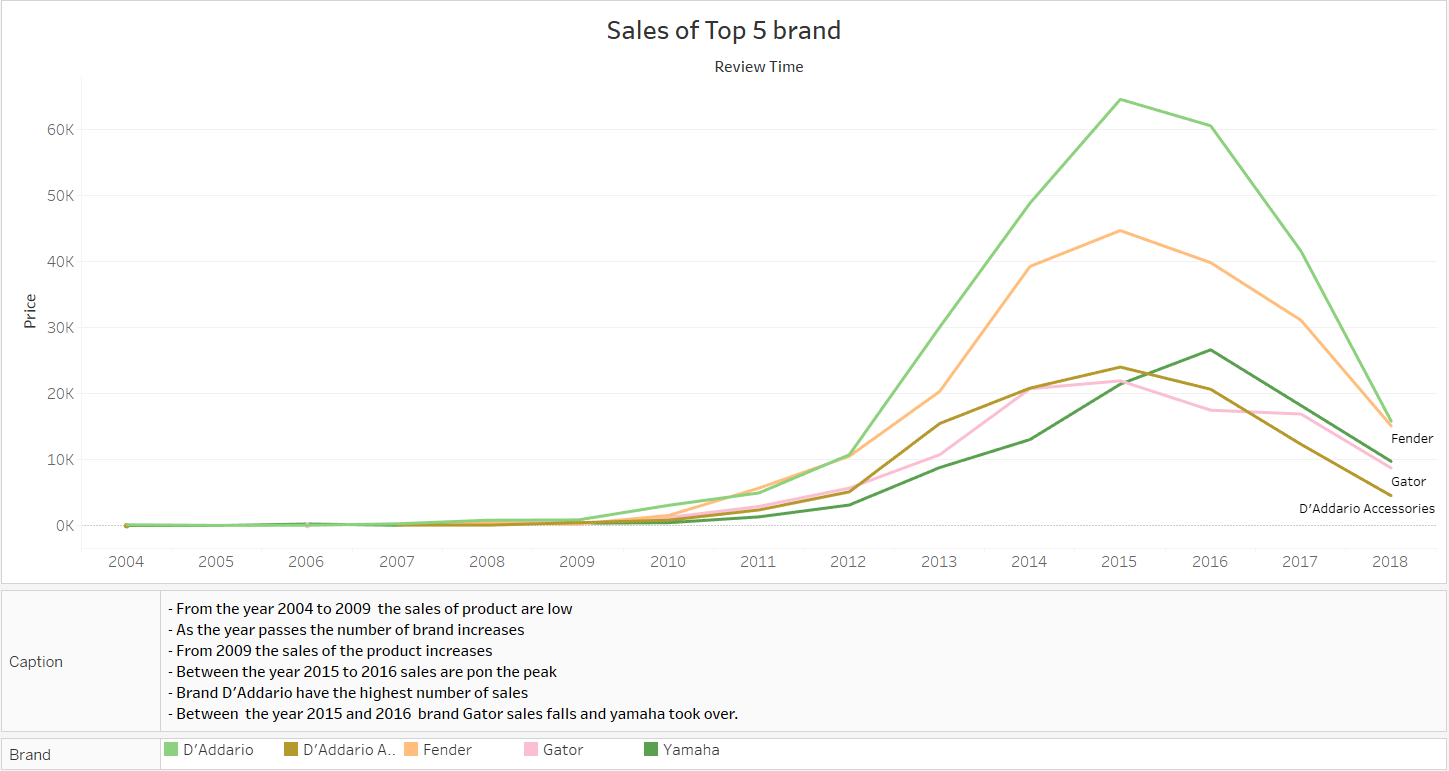 Sales of Top 5 brand
Review Time
Price
60K
50K
40K
30K
20K
10K
0K
Fender
Gator
D'Addario Accessories
2004 2005 2006 2007 2008 2009 2010 2011 2012 2013 2014 2015 2016 2017 2018
Caption
- From the year 2004 to 2009  the sales of product are low
- As the year passes the number of brand increases
- From 2009 the sales of the product increases
- Between the year 2015 to 2016 sales are pon the peak
- Brand D'Addario have the highest number of sales
- Between  the year 2015 and 2016  brand Gator sales falls and yamaha took over.
Brand
D'Addario D'Addario A.. Fender Gator Yamaha